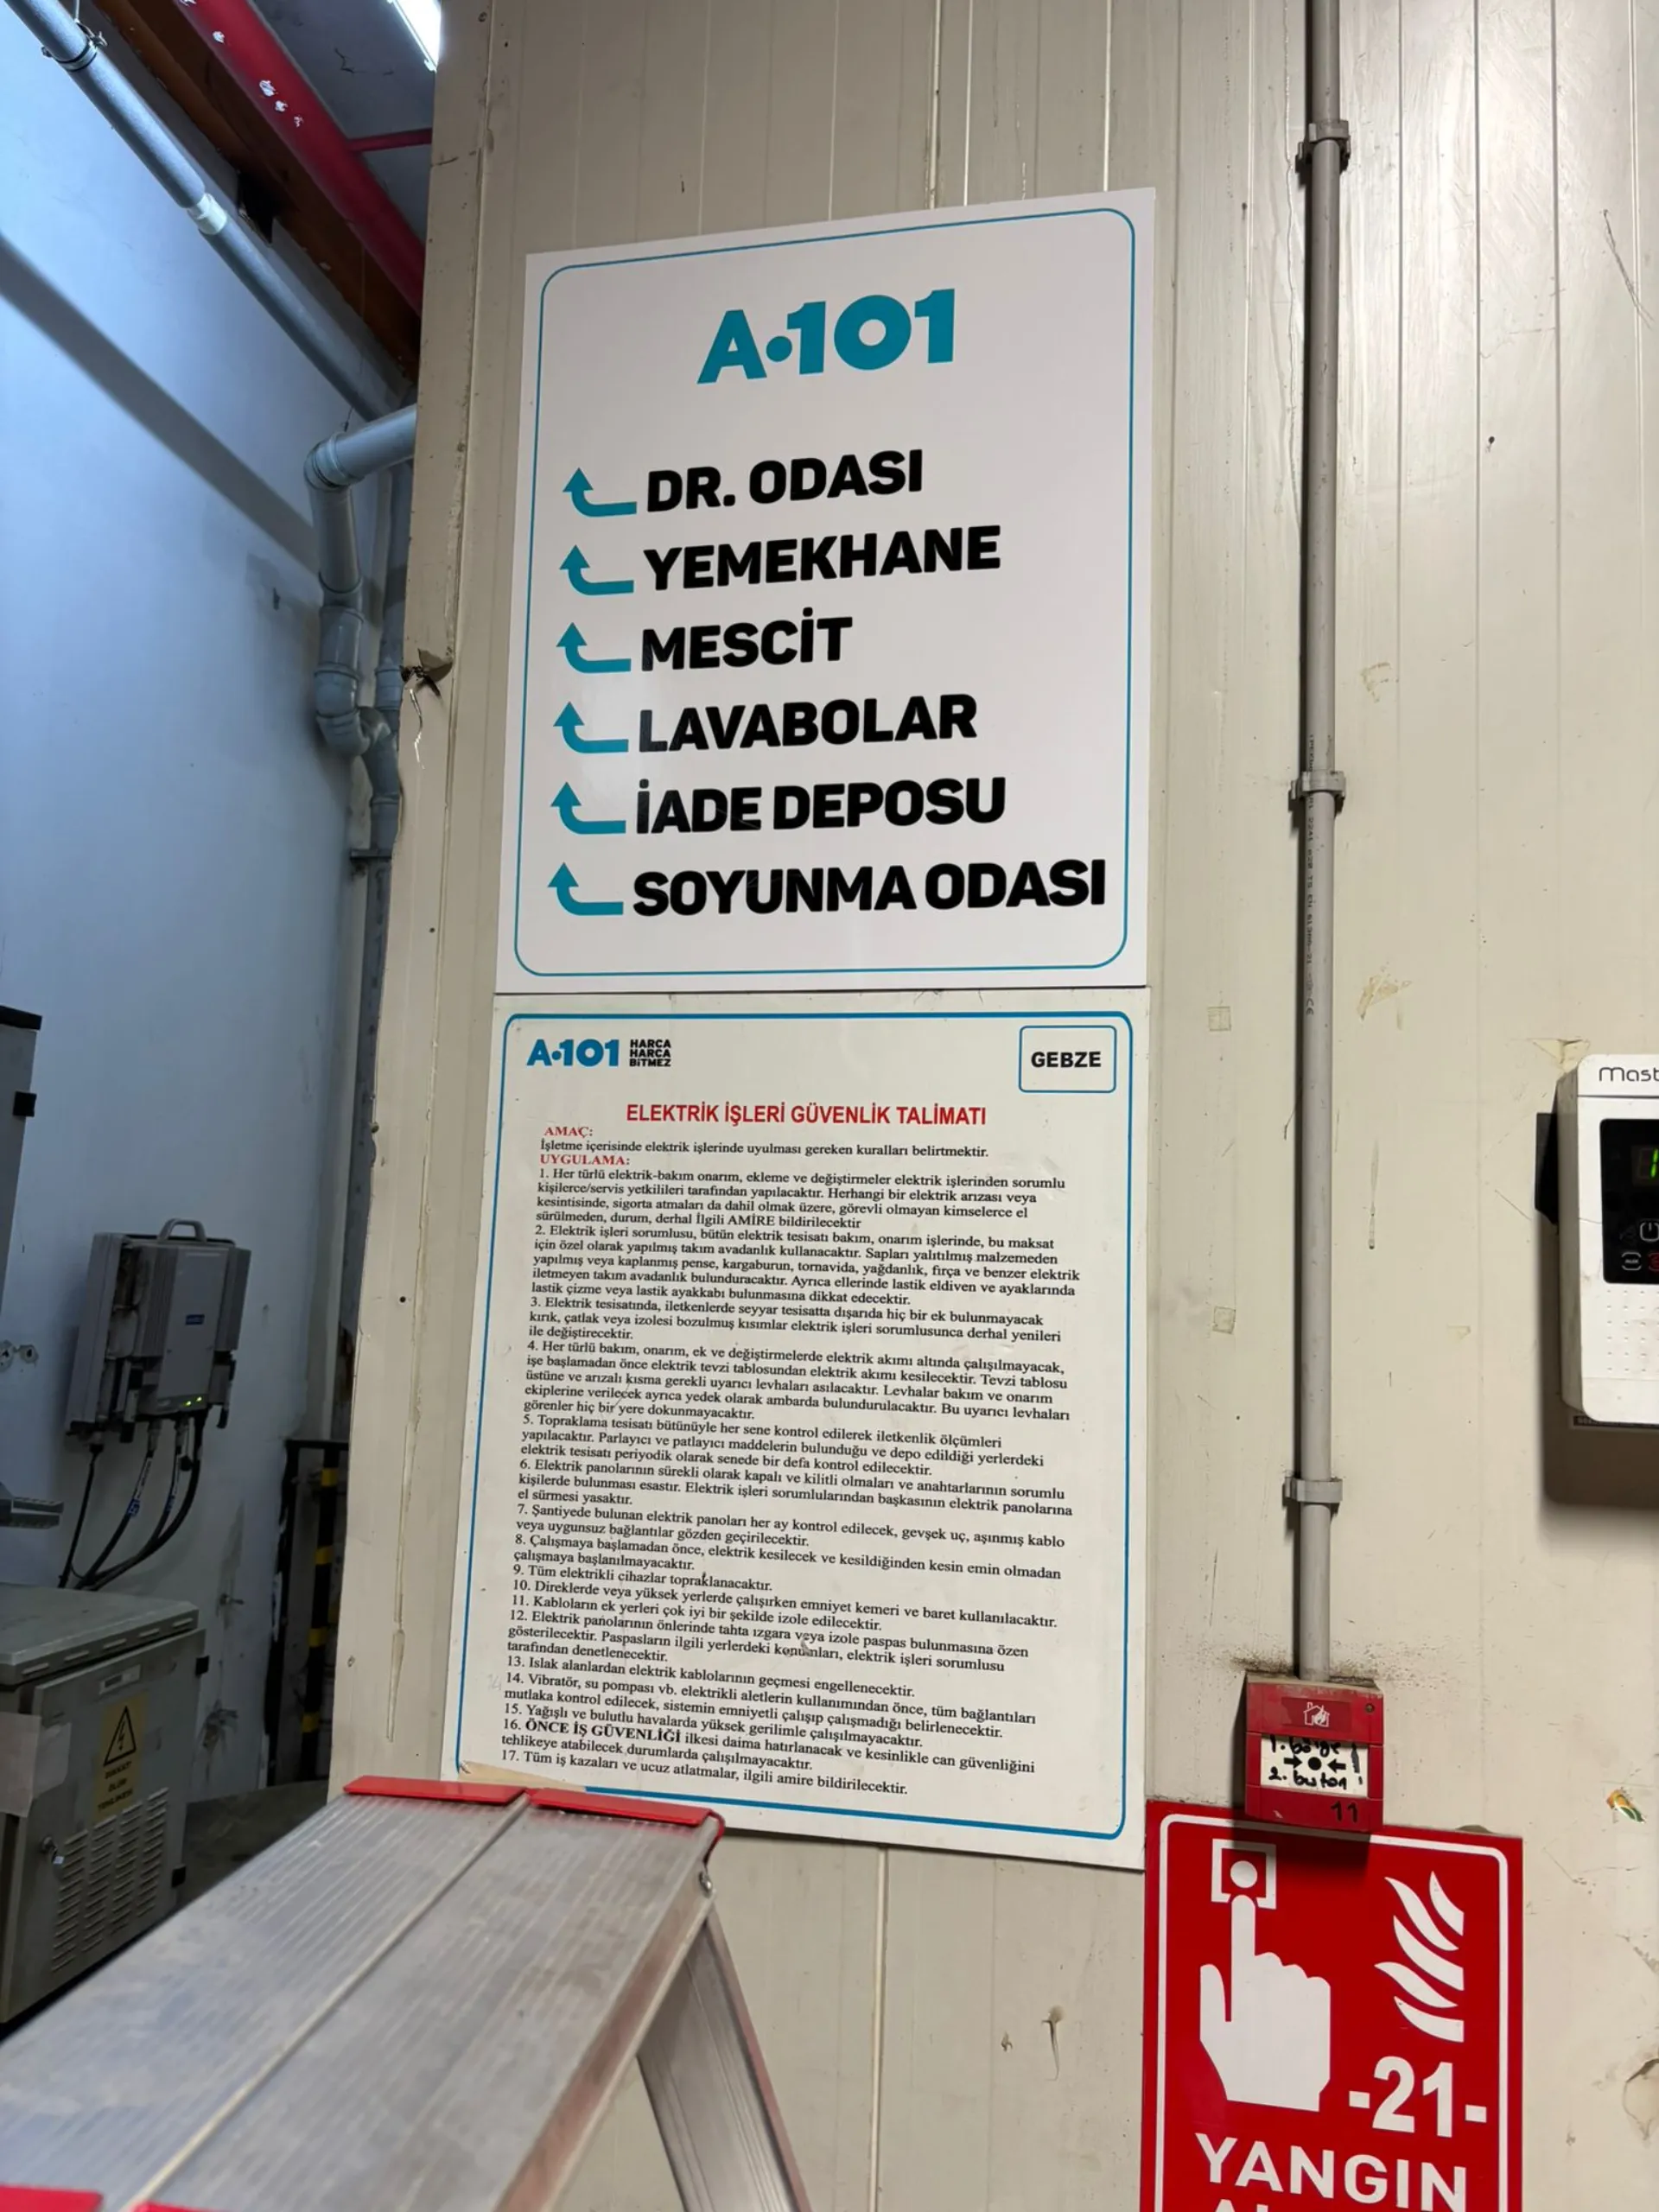 A•101
DR. ODASI
YEMEKHANE
MESCİT
LAVABOLAR
İADE DEPOSU
SOYUNMA ODASI
A•101 HARCA
HARCA
BİTMEZ
GEBZE
ELEKTRİK İŞLERİ GÜVENLİK TALİMATI
AMAÇ:
İşletme içerisinde elektrik işlerinde uyulması gereken kuralları belirtmektir.
UYGULAMA:
1. Her türlü elektrik-bakım onarım, ekleme ve değiştirmeler elektrik işlerinden sorumlu
kişilerce/servis yetkilileri tarafından yapılacaktır. Herhangi bir elektrik arızası veya
kesintisinde, sigorta atmaları da dahil olmak üzere, görevli olmayan kimselerce el
sürülmeden, durum, derhal İlgili AMİRE bildirilecektir
2. Elektrik işleri sorumlusu, bütün elektrik tesisatı bakım, onarım işlerinde, bu maksat
için özel olarak yapılmış takım avadanlık kullanacaktır. Sapları yalıtılmış malzemeden
yapılmış veya kaplanmış pense, kargaburun, tornavida, yağdanlık, fırça ve benzer elektrik
iletmeyen takım avadanlık bulunduracaktır. Ayrıca ellerinde lastik eldiven ve ayaklarında
lastik çizme veya lastik ayakkabı bulunmasına dikkat edecektir.
3. Elektrik tesisatında, iletkenlerde seyyar tesisatta dışarıda hiç bir ek bulunmayacak
kırık, çatlak veya izolesi bozulmuş kısımlar elektrik işleri sorumlusunca derhal yenileri
ile değiştirecektir.
4. Her türlü bakım, onarım, ek ve değiştirmelerde elektrik akımı altında çalışılmayacak,
işe başlamadan önce elektrik tevzi tablosundan elektrik akımı kesilecektir. Tevzi tablosu
üstüne ve arızalı kısma gerekli uyarıcı levhaları asılacaktır. Levhalar bakım ve onarım
ekiplerine verilecek ayrıca yedek olarak ambarda bulundurulacaktır. Bu uyarıcı levhaları
görenler hiç bir yere dokunmayacaktır.
5. Topraklama tesisatı bütünüyle her sene kontrol edilerek iletkenlik ölçümleri
yapılacaktır. Parlayıcı ve patlayıcı maddelerin bulunduğu ve depo edildiği yerlerdeki
elektrik tesisatı periyodik olarak senede bir defa kontrol edilecektir.
6. Elektrik panolarının sürekli olarak kapalı ve kilitli olmaları ve anahtarlarının sorumlu
kişilerde bulunması esastır. Elektrik işleri sorumlularından başkasının elektrik panolarına
el sürmesi yasaktır.
7. Şantiyede bulunan elektrik panoları her ay kontrol edilecek, gevşek uç, aşınmış kablo
veya uygunsuz bağlantılar gözden geçirilecektir.
8. Çalışmaya başlamadan önce, elektrik kesilecek ve kesildiğinden kesin emin olmadan
çalışmaya başlanılmayacaktır.
9. Tüm elektrikli cihazlar topraklanacaktır.
10. Direklerde veya yüksek yerlerde çalışırken emniyet kemeri ve baret kullanılacaktır.
11. Kabloların ek yerleri çok iyi bir şekilde izole edilecektir.
12. Elektrik panolarının önlerinde tahta ızgara veya izole paspas bulunmasına özen
gösterilecektir. Paspasların ilgili yerlerdeki konumları, elektrik işleri sorumlusu
tarafından denetlenecektir.
13. Islak alanlardan elektrik kablolarının geçmesi engellenecektir.
14. Vibratör, su pompası vb. elektrikli aletlerin kullanımından önce, tüm bağlantıları
mutlaka kontrol edilecek, sistemin emniyetli çalışıp çalışmadığı belirlenecektir.
15. Yağışlı ve bulutlu havalarda yüksek gerilimle çalışılmayacaktır.
16. ÖNCE İŞ GÜVENLİĞİ ilkesi daima hatırlanacak ve kesinlikle can güvenliğini
tehlikeye atabilecek durumlarda çalışılmayacaktır.
17. Tüm iş kazaları ve ucuz atlatmalar, ilgili amire bildirilecektir.
Mast
1. bölge
2. buton
11
-21-
YANGIN
DİKKAT
ÖLÜM
TEHLİKESİ